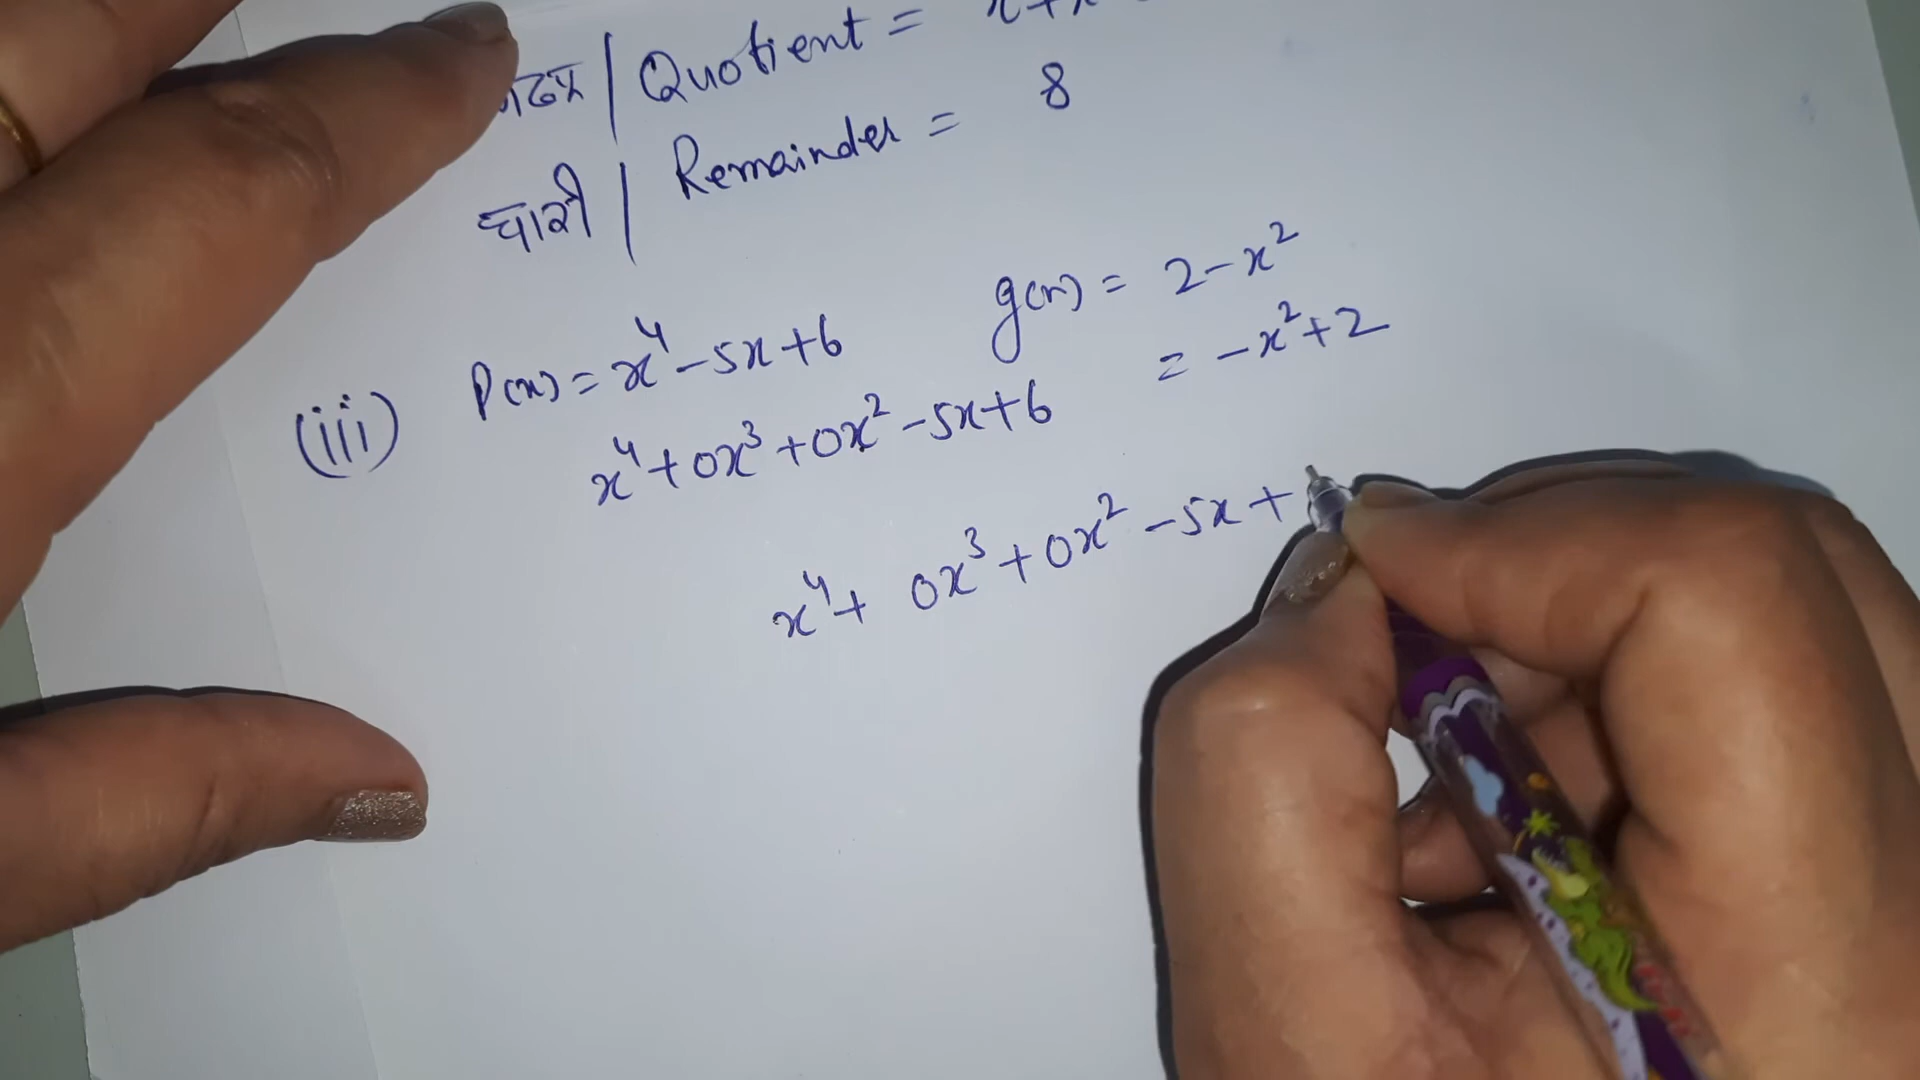 / Quotient = x+x
घारी / Remainder = 8
(iii) P(x) = x⁴-5x+6 g(x) = 2-x²
x⁴+0x³+0x²-5x+6 = -x²+2
x⁴+ 0x³+0x²-5x+